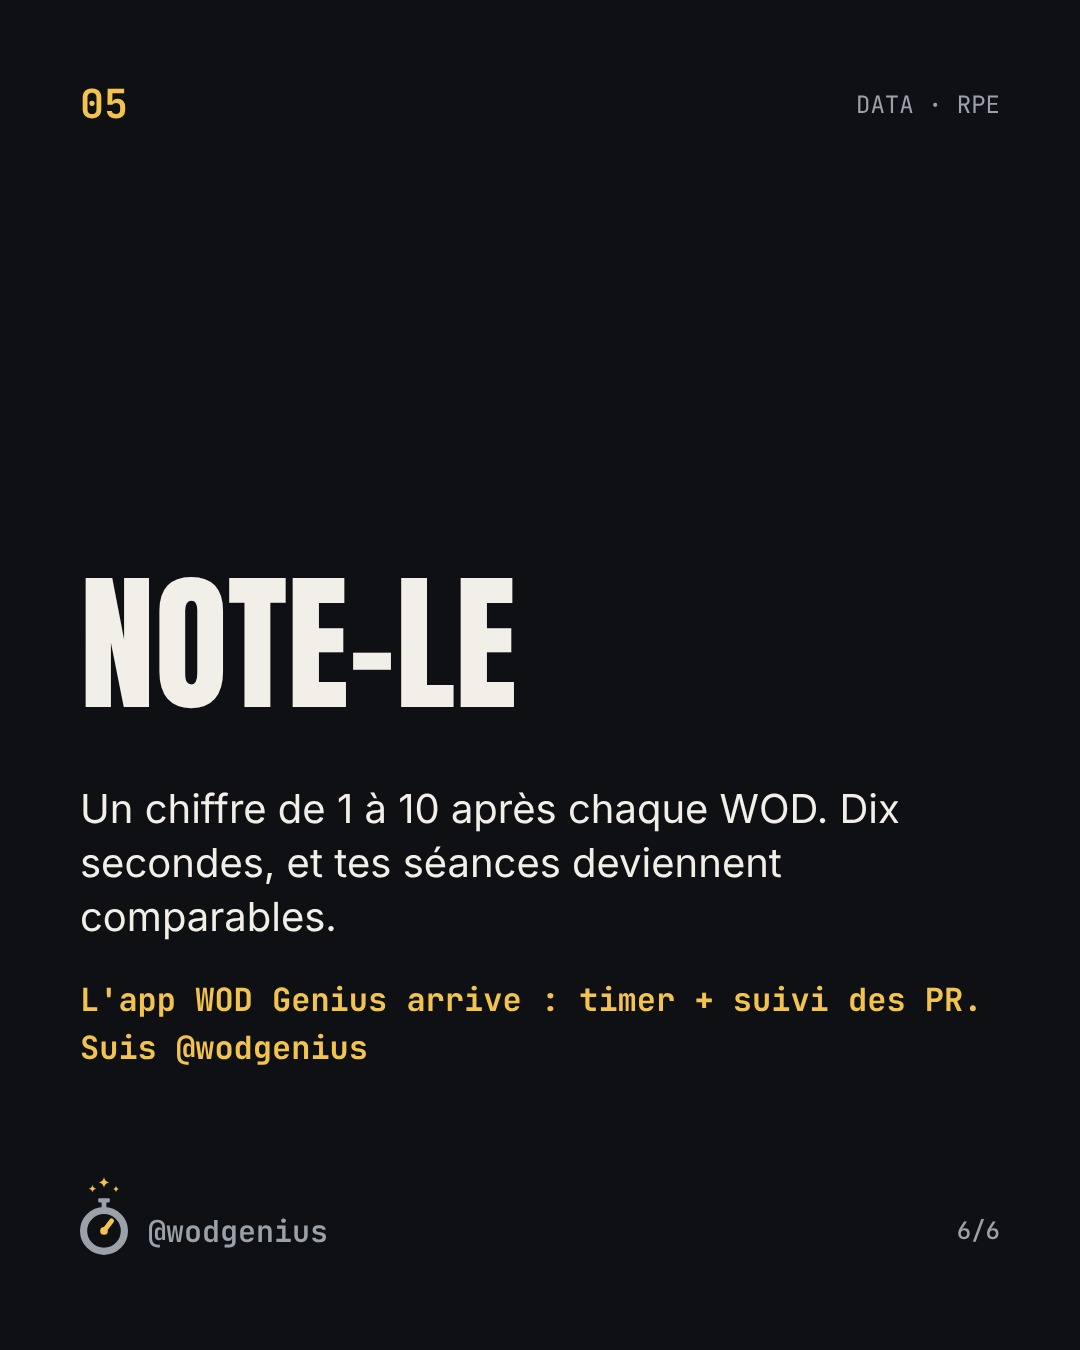 05
DATA · RPE
NOTE-LE
Un chiffre de 1 à 10 après chaque WOD. Dix
secondes, et tes séances deviennent
comparables.
L'app WOD Genius arrive : timer + suivi des PR.
Suis @wodgenius
@wodgenius
6/6